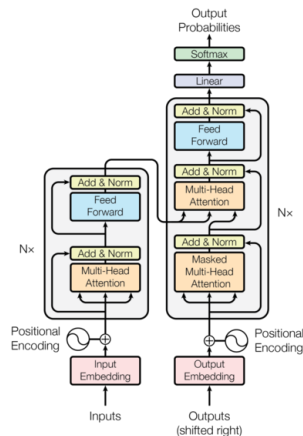 Output
Probabilities
Softmax
Linear
Add & Norm
Feed
Forward
Add & Norm
Multi-Head
Attention
Add & Norm
Masked
Multi-Head
Attention
N×
Positional
Encoding
Output
Embedding
Outputs
(shifted right)
Add & Norm
Feed
Forward
N×
Add & Norm
Multi-Head
Attention
Positional
Encoding
Input
Embedding
Inputs